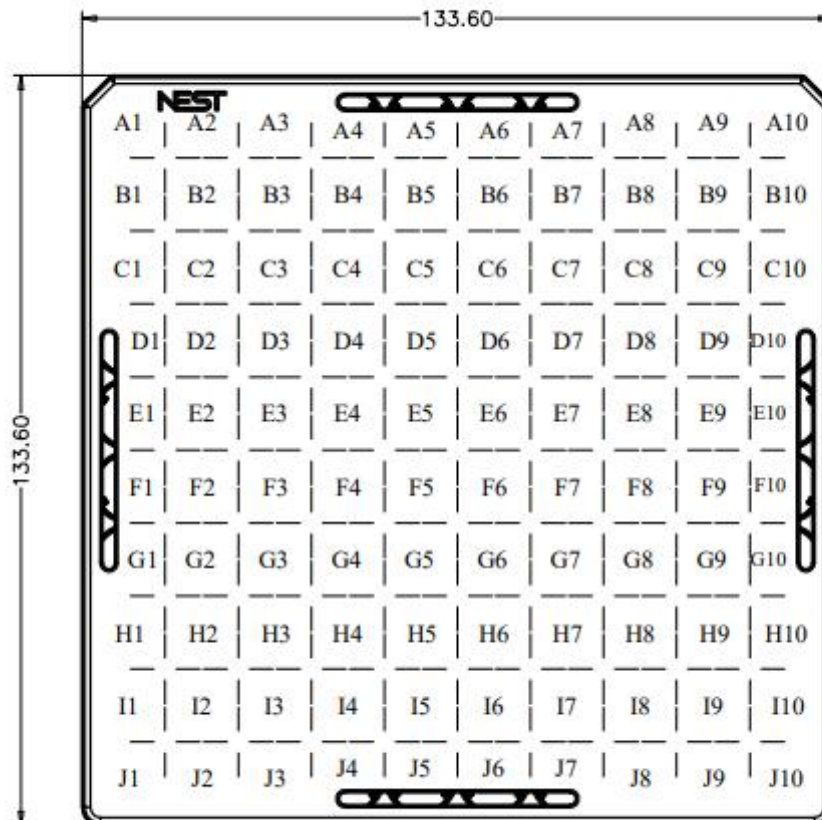 133.60
NEST
A1 A2 A3 A4 A5 A6 A7 A8 A9 A10
B1 B2 B3 B4 B5 B6 B7 B8 B9 B10
C1 C2 C3 C4 C5 C6 C7 C8 C9 C10
D1 D2 D3 D4 D5 D6 D7 D8 D9 D10
133.60
E1 E2 E3 E4 E5 E6 E7 E8 E9 E10
F1 F2 F3 F4 F5 F6 F7 F8 F9 F10
G1 G2 G3 G4 G5 G6 G7 G8 G9 G10
H1 H2 H3 H4 H5 H6 H7 H8 H9 H10
I1 I2 I3 I4 I5 I6 I7 I8 I9 I10
J1 J2 J3 J4 J5 J6 J7 J8 J9 J10